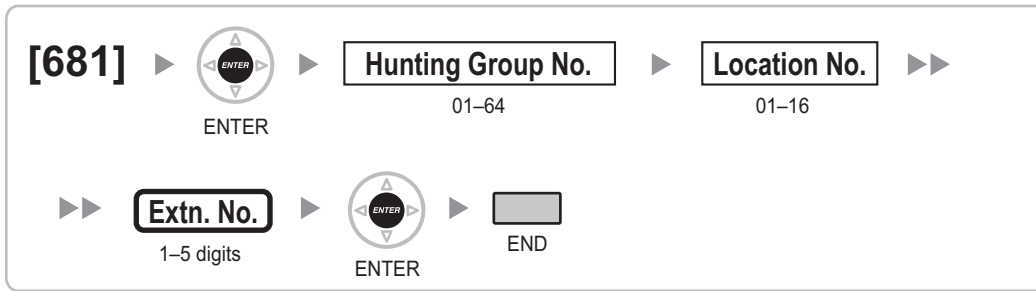 [681] ENTER Hunting Group No. Location No.
ENTER 01–64 01–16
Extn. No. ENTER
1–5 digits ENTER END